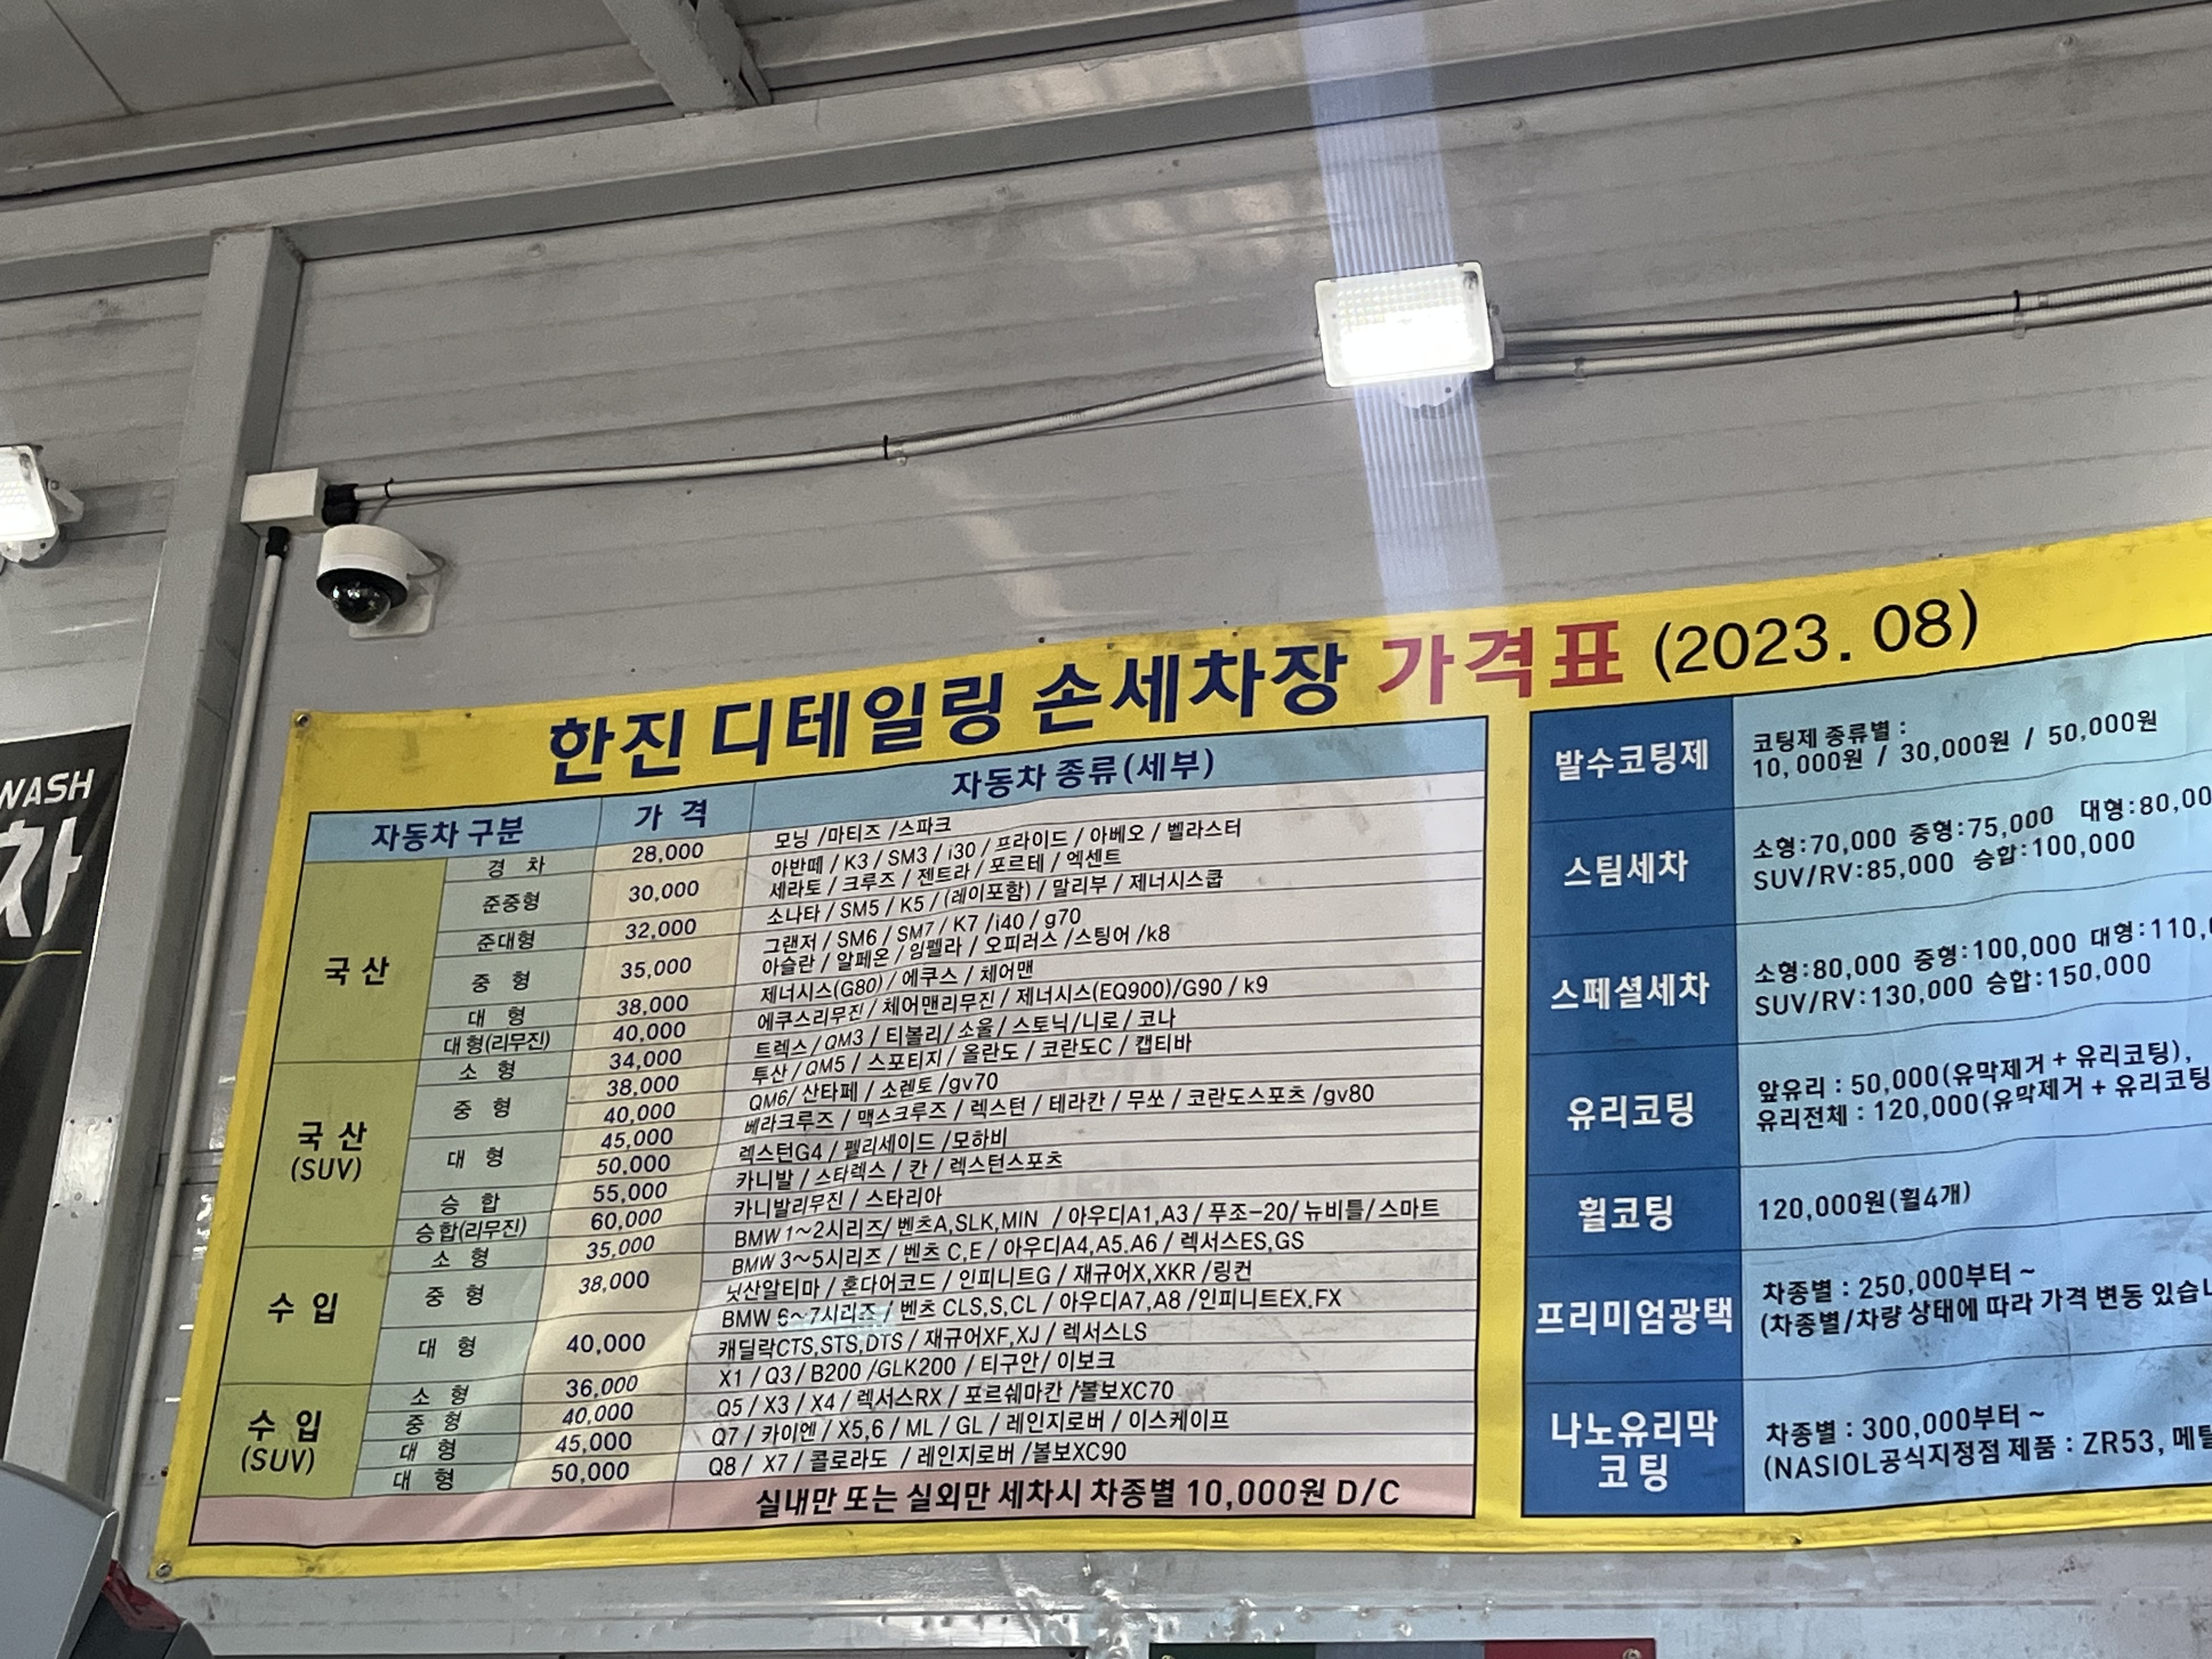 WASH
차
한진 디테일링 손세차장 가격표 (2023. 08)
자동차 구분 가 격 자동차 종류(세부)
국 산
경 차 28,000 모닝 /마티즈 /스파크
준중형 30,000 아반떼 / K3 / SM3 / i30 / 프라이드 / 아베오 / 벨라스터
세라토 / 크루즈 / 젠트라 / 포르테 / 엑센트
준대형 32,000 소나타 / SM5 / K5 / (레이포함) / 말리부 / 제너시스쿱
중 형 35,000 그랜저 / SM6 / SM7 / K7 /i40 / g70
아슬란 / 알페온 / 임펠라 / 오피러스 /스팅어 /k8
대 형 38,000 제너시스(G80) / 에쿠스 / 체어맨
대형(리무진) 40,000 에쿠스리무진 / 체어맨리무진 / 제너시스(EQ900)/G90 / k9
국 산
(SUV)
소 형 34,000 트렉스 / QM3 / 티볼리/ 소울/ 스토닉/니로/ 코나
중 형 38,000 투산 / QM5 / 스포티지 / 올란도 / 코란도C / 캡티바
40,000 QM6/ 산타페 / 소렌토 /gv70
대 형 45,000 베라크루즈 / 맥스크루즈 / 렉스턴 / 테라칸 / 무쏘 / 코란도스포츠 /gv80
50,000 렉스턴G4 / 펠리세이드 /모하비
승 합 55,000 카니발 / 스타렉스 / 칸 / 렉스턴스포츠
승합(리무진) 60,000 카니발리무진 / 스타리아
수 입
소 형 35,000 BMW 1~2시리즈/ 벤츠A,SLK,MIN / 아우디A1,A3 / 푸조-20/ 뉴비틀/ 스마트
중 형 38,000 BMW 3~5시리즈 / 벤츠 C,E / 아우디A4,A5.A6 / 렉서스ES,GS
닛산알티마 / 혼다어코드 / 인피니트G / 재규어X,XKR /링컨
대 형 40,000 BMW 6~7시리즈 / 벤츠 CLS,S,CL / 아우디A7,A8 /인피니트EX,FX
캐딜락CTS,STS,DTS / 재규어XF,XJ / 렉서스LS
수 입
(SUV)
소 형 36,000 X1 / Q3 / B200 /GLK200 / 티구안/ 이보크
중 형 40,000 Q5 / X3 / X4 / 렉서스RX / 포르쉐마칸 /볼보XC70
대 형 45,000 Q7 / 카이엔 / X5,6 / ML / GL / 레인지로버 / 이스케이프
대 형 50,000 Q8 / X7 / 콜로라도 / 레인지로버 /볼보XC90
실내만 또는 실외만 세차시 차종별 10,000원 D/C
발수코팅제
코팅제 종류별 :
10,000원 / 30,000원 / 50,000원
스팀세차
소형:70,000 중형:75,000 대형:80,00
SUV/RV:85,000 승합:100,000
스페셜세차
소형:80,000 중형:100,000 대형:110,0
SUV/RV:130,000 승합:150,000
유리코팅
앞유리 : 50,000(유막제거 + 유리코팅),
유리전체 : 120,000(유막제거 + 유리코팅
휠코팅
120,000원(휠4개)
프리미엄광택
차종별 : 250,000부터 ~
(차종별/차량 상태에 따라 가격 변동 있습
나노유리막
코팅
차종별 : 300,000부터 ~
(NASIOL공식지정점 제품 : ZR53, 메탈